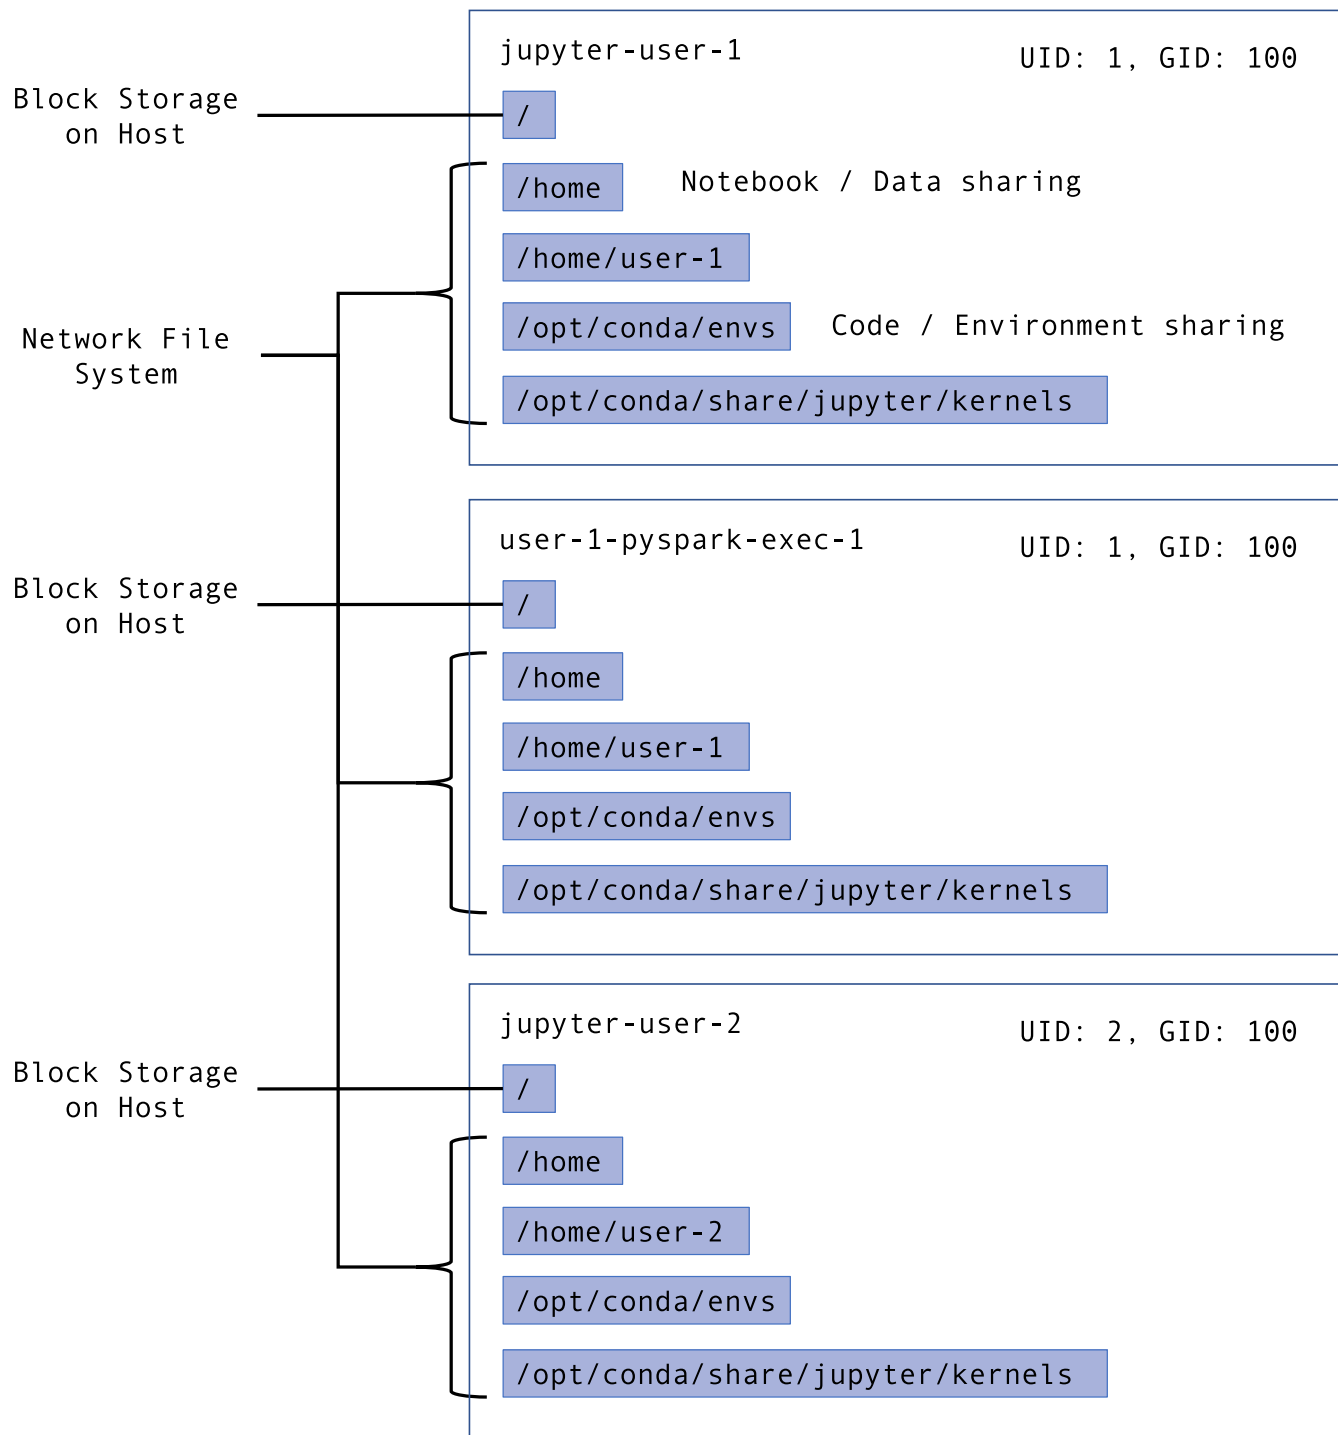 jupyter-user-1
UID: 1, GID: 100
Block Storage
on Host
/
/home
Notebook / Data sharing
/home/user-1
/opt/conda/envs
Code / Environment sharing
Network File
System
/opt/conda/share/jupyter/kernels
user-1-pyspark-exec-1
UID: 1, GID: 100
Block Storage
on Host
/
/home
/home/user-1
/opt/conda/envs
/opt/conda/share/jupyter/kernels
jupyter-user-2
UID: 2, GID: 100
Block Storage
on Host
/
/home
/home/user-2
/opt/conda/envs
/opt/conda/share/jupyter/kernels